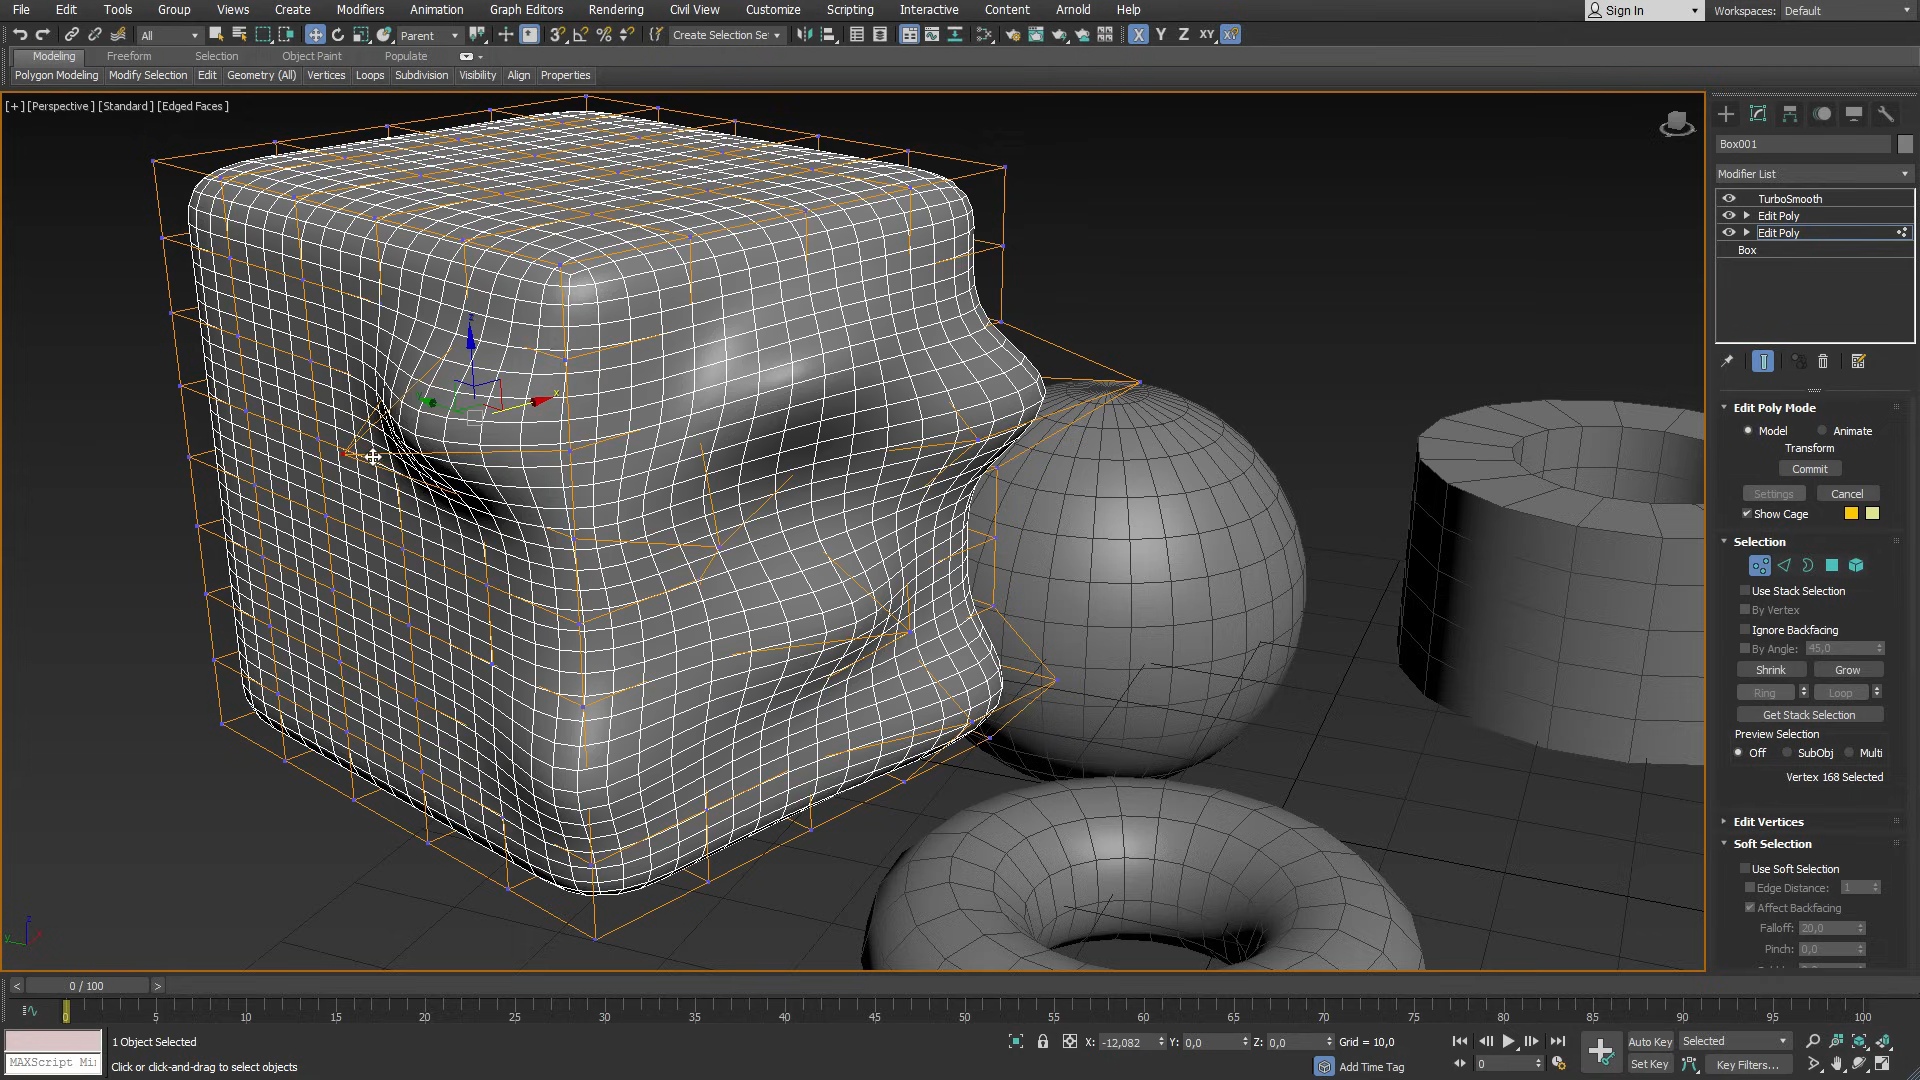 File Edit Tools Group Views Create Modifiers Animation Graph Editors Rendering Civil View Customize Scripting Interactive Content Arnold Help Sign In Workspaces: Default
All Parent Create Selection Se X Y Z XY
Modeling Freeform Selection Object Paint Populate
Polygon Modeling Modify Selection Edit Geometry (All) Vertices Loops Subdivision Visibility Align Properties
[+] [Perspective] [Standard] [Edged Faces]
Box001
Modifier List
TurboSmooth
Edit Poly
Edit Poly
Box
Edit Poly Mode
Model Animate
Transform
Commit
Settings Cancel
Show Cage
Selection
Use Stack Selection
By Vertex
Ignore Backfacing
By Angle: 45,0
Shrink Grow
Ring Loop
Get Stack Selection
Preview Selection
Off SubObj Multi
Vertex 168 Selected
Edit Vertices
Soft Selection
Use Soft Selection
Edge Distance: 1
Affect Backfacing
Falloff: 20,0
Pinch: 0,0
z
x
z
y
< 0 / 100 >
0 5 10 15 20 25 30 35 40 45 50 55 60 65 70 75 80 85 90 95 100
1 Object Selected X: -12,082 Y: 0,0 Z: 0,0 Grid = 10,0 Auto Key Selected
MAXScript Mi Click or click-and-drag to select objects Add Time Tag 0 Set Key Key Filters...